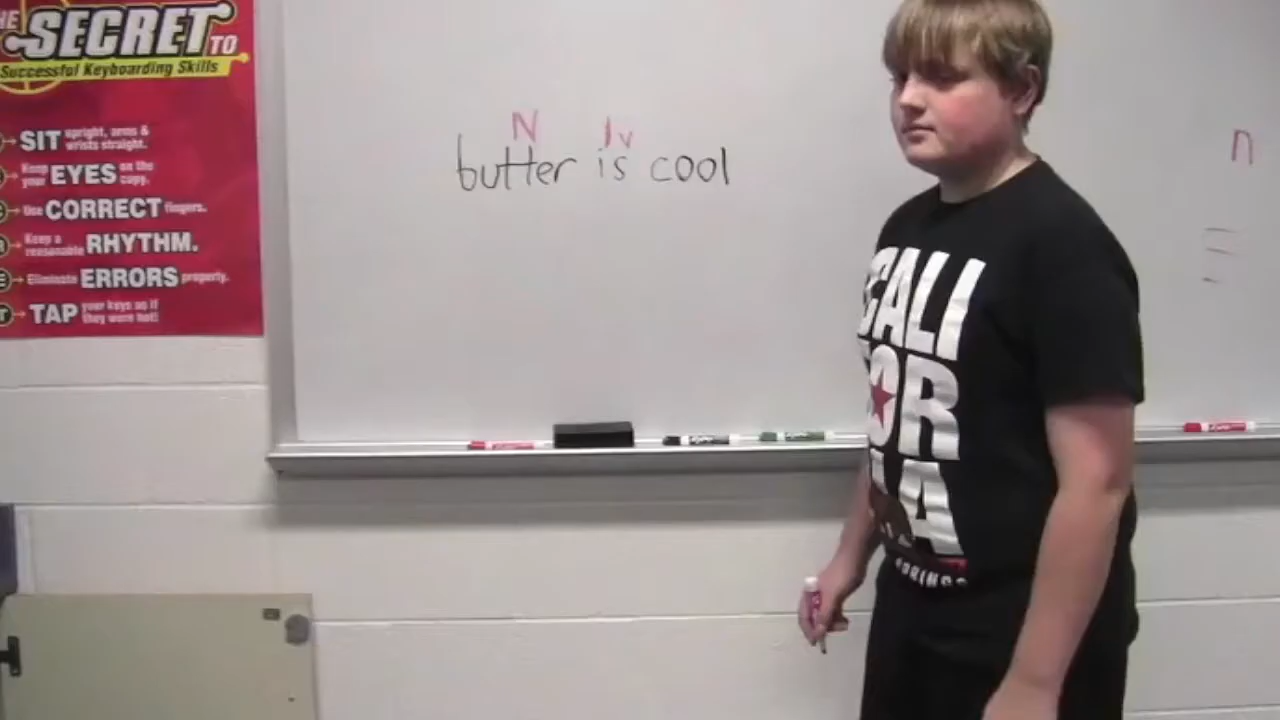 THE
SECRET TO
Successful Keyboarding Skills
SIT upright, arms & wrists straight.
Keep your EYES on the copy.
Use CORRECT fingers.
Keep a reasonable RHYTHM.
Eliminate ERRORS properly.
TAP your keys as if they were hot!
N lv
butter is cool
n
CALI
FOR
IA